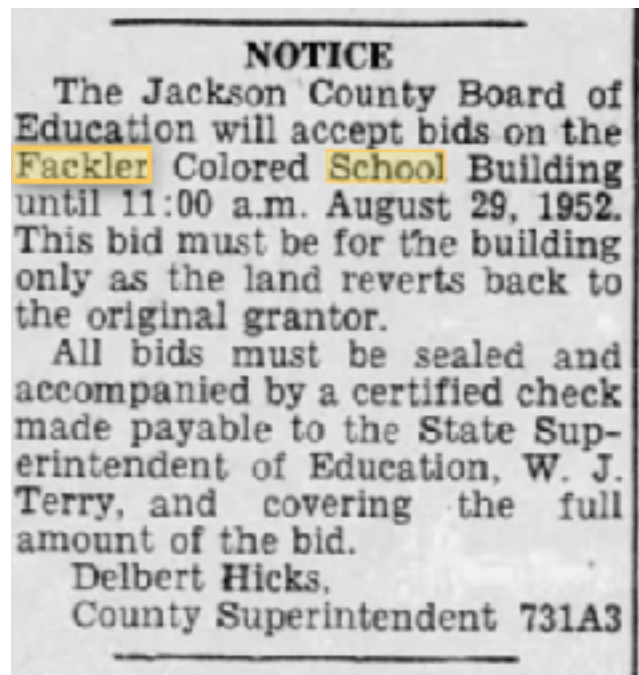 NOTICE
The Jackson County Board of
Education will accept bids on the
Fackler Colored School Building
until 11:00 a.m. August 29, 1952.
This bid must be for the building
only as the land reverts back to
the original grantor.
All bids must be sealed and
accompanied by a certified check
made payable to the State Sup-
erintendent of Education, W. J.
Terry, and covering the full
amount of the bid.
Delbert Hicks,
County Superintendent 731A3